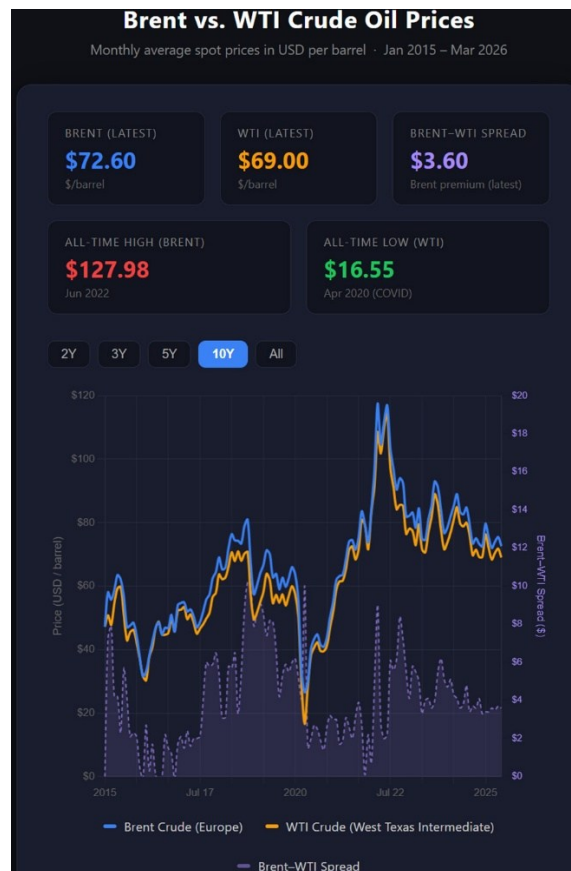 Brent vs. WTI Crude Oil Prices
Monthly average spot prices in USD per barrel · Jan 2015 – Mar 2026
BRENT (LATEST)
$72.60
$/barrel
WTI (LATEST)
$69.00
$/barrel
BRENT–WTI SPREAD
$3.60
Brent premium (latest)
ALL-TIME HIGH (BRENT)
$127.98
Jun 2022
ALL-TIME LOW (WTI)
$16.55
Apr 2020 (COVID)
2Y 3Y 5Y 10Y All
Price (USD / barrel)
$120
$100
$80
$60
$40
$20
$0
$20
$18
$16
$14
$12
$10
$8
$6
$4
$2
$0
Brent–WTI Spread ($)
2015 Jul 17 2020 Jul 22 2025
Brent Crude (Europe) WTI Crude (West Texas Intermediate)
Brent–WTI Spread